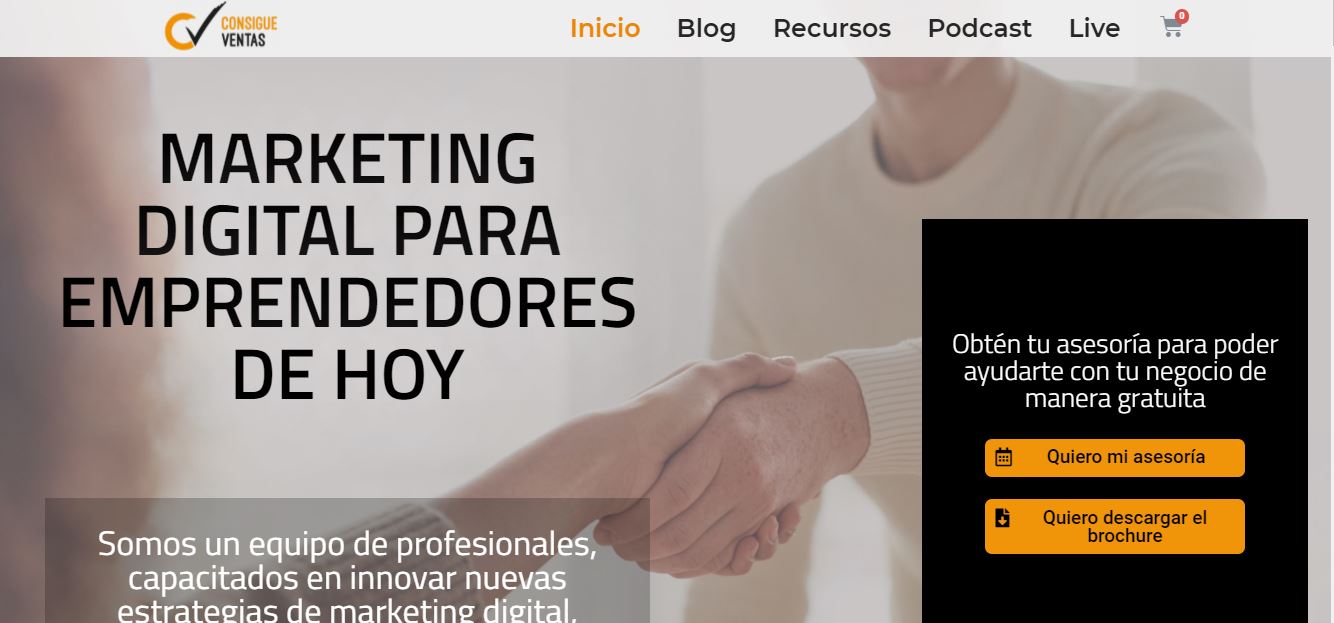 CONSIGUE
VENTAS
Inicio Blog Recursos Podcast Live 0
MARKETING
DIGITAL PARA
EMPRENDEDORES
DE HOY
Somos un equipo de profesionales,
capacitados en innovar nuevas
estrategias de marketing digital,
Obtén tu asesoría para poder
ayudarte con tu negocio de
manera gratuita
Quiero mi asesoría
Quiero descargar el
brochure